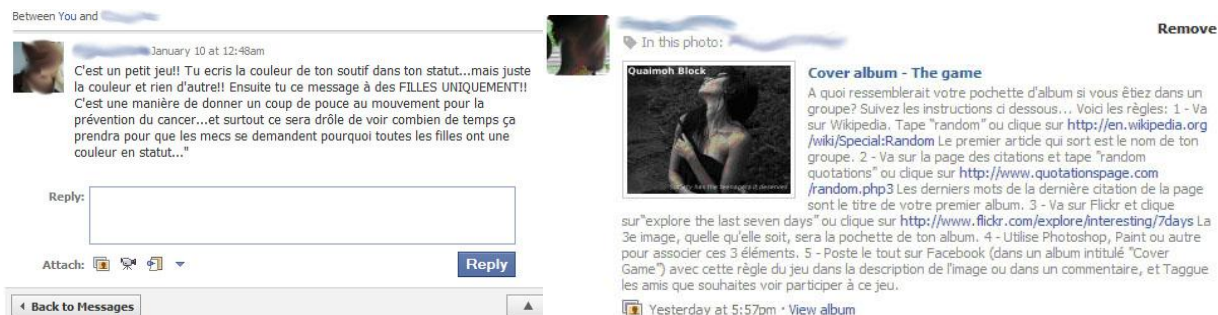 Between You and
January 10 at 12:48am
C'est un petit jeu!! Tu ecris la couleur de ton soutif dans ton statut...mais juste
la couleur et rien d'autre!! Ensuite tu ce message à des FILLES UNIQUEMENT!!
C'est une manière de donner un coup de pouce au mouvement pour la
prévention du cancer...et surtout ce sera drôle de voir combien de temps ça
prendra pour que les mecs se demandent pourquoi toutes les filles ont une
couleur en statut..."
Reply:
Attach:
Reply
Back to Messages
Remove
In this photo:
Quaimoh Block
Cover album - The game
A quoi ressemblerait votre pochette d'album si vous êtiez dans un
groupe? Suivez les instructions ci dessous... Voici les règles: 1 - Va
sur Wikipedia. Tape "random" ou clique sur http://en.wikipedia.org
/wiki/Special:Random Le premier article qui sort est le nom de ton
groupe. 2 - Va sur la page des citations et tape "random
quotations" ou clique sur http://www.quotationspage.com
/random.php3 Les derniers mots de la dernière citation de la page
sont le titre de votre premier album. 3 - Va sur Flickr et clique
sur"explore the last seven days" ou clique sur http://www.flickr.com/explore/interesting/7days La
3e image, quelle qu'elle soit, sera la pochette de ton album. 4 - Utilise Photoshop, Paint ou autre
pour associer ces 3 éléments. 5 - Poste le tout sur Facebook (dans un album intitulé "Cover
Game") avec cette règle du jeu dans la description de l'image ou dans un commentaire, et Taggue
les amis que souhaites voir participer à ce jeu.
Yesterday at 5:57pm · View album